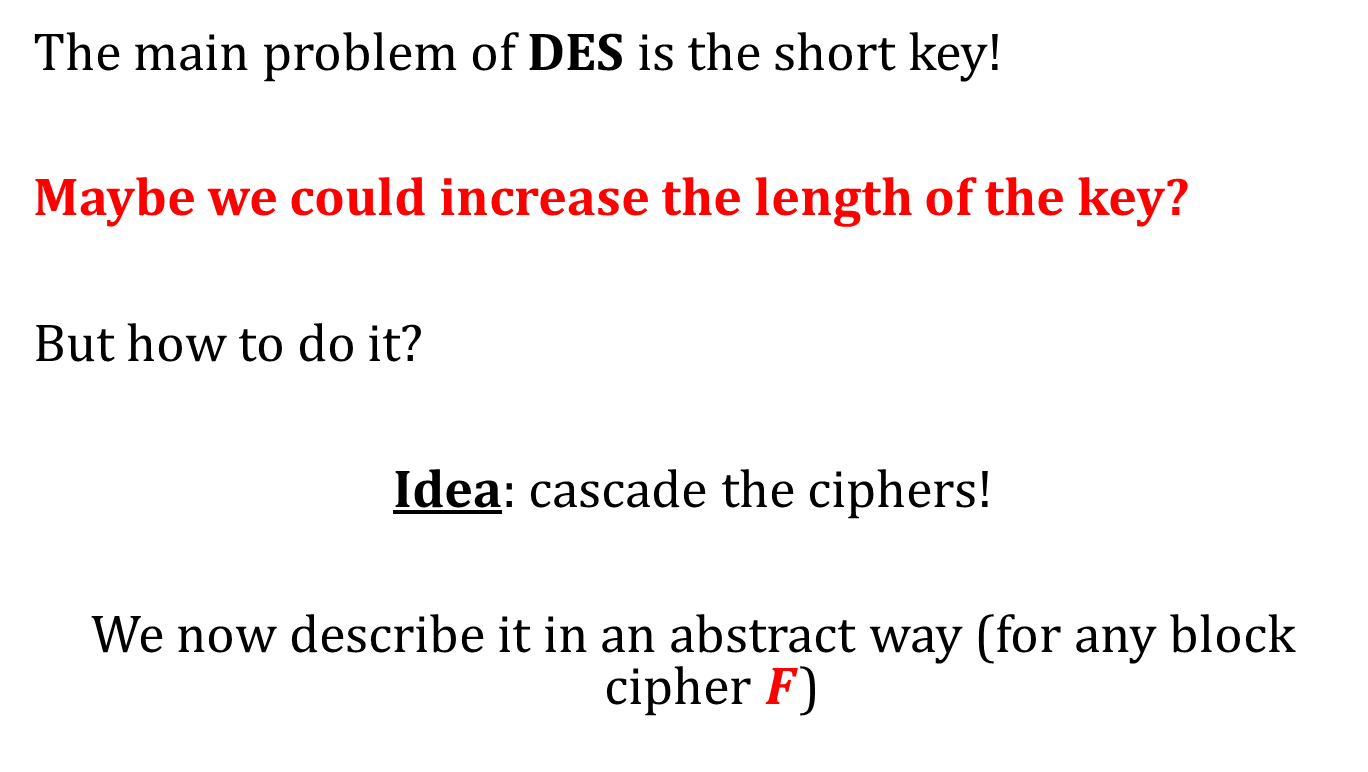 The main problem of DES is the short key!
Maybe we could increase the length of the key?
But how to do it?
Idea: cascade the ciphers!
We now describe it in an abstract way (for any block
cipher F)